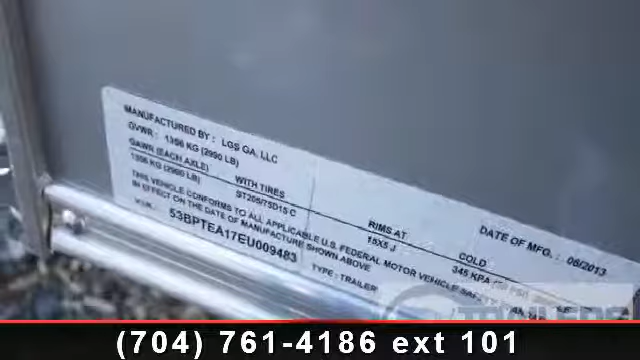 MANUFACTURED BY : LGS GA, LLC
DATE OF MFG. : 08/2013
GVWR : 1356 KG (2990 LB)
GAWR (EACH AXLE) WITH TIRES RIMS AT COLD
1356 KG (2990 LB) ST205/75D15 C 15X5 J 345 KPA
THIS VEHICLE CONFORMS TO ALL APPLICABLE U.S. FEDERAL MOTOR VEHICLE
IN EFFECT ON THE DATE OF MANUFACTURE SHOWN ABOVE
53BPTEA17EU009483 TYPE : TRAILER
(704) 761-4186 ext 101